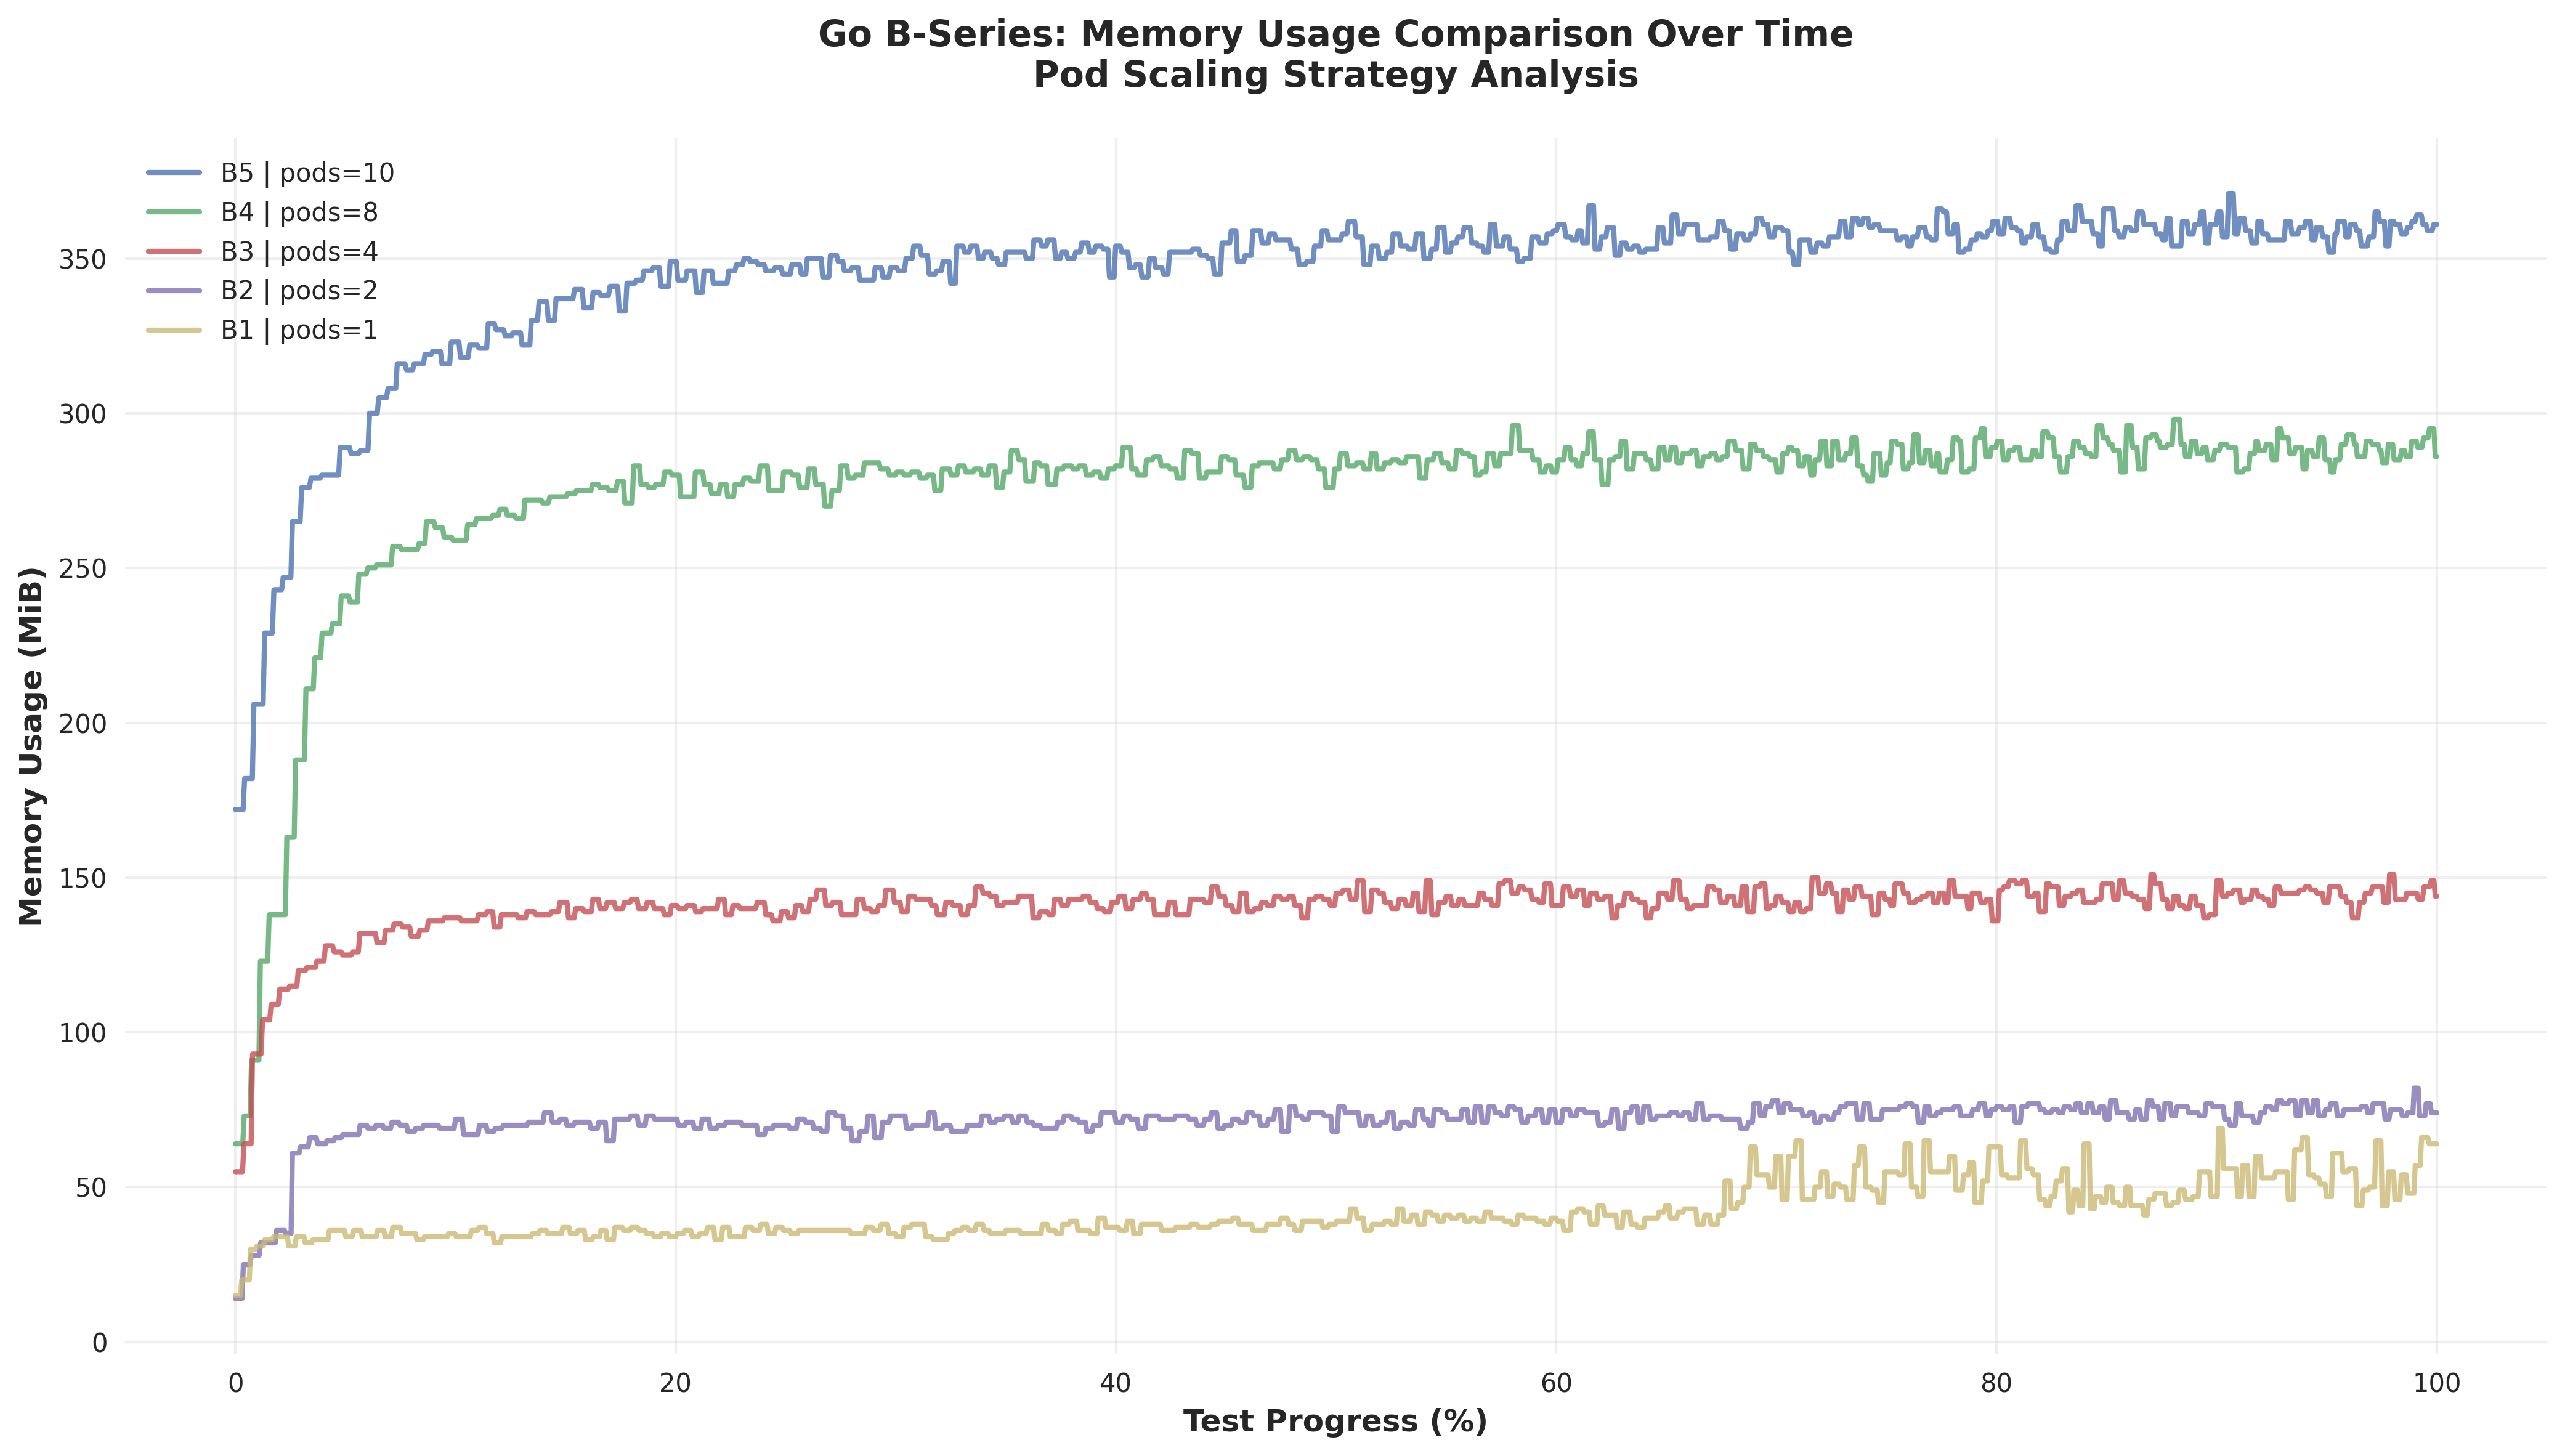 Go B-Series: Memory Usage Comparison Over Time
Pod Scaling Strategy Analysis
B5 | pods=10
B4 | pods=8
B3 | pods=4
B2 | pods=2
B1 | pods=1
Memory Usage (MiB)
350
300
250
200
150
100
50
0
0
20
40
60
80
100
Test Progress (%)